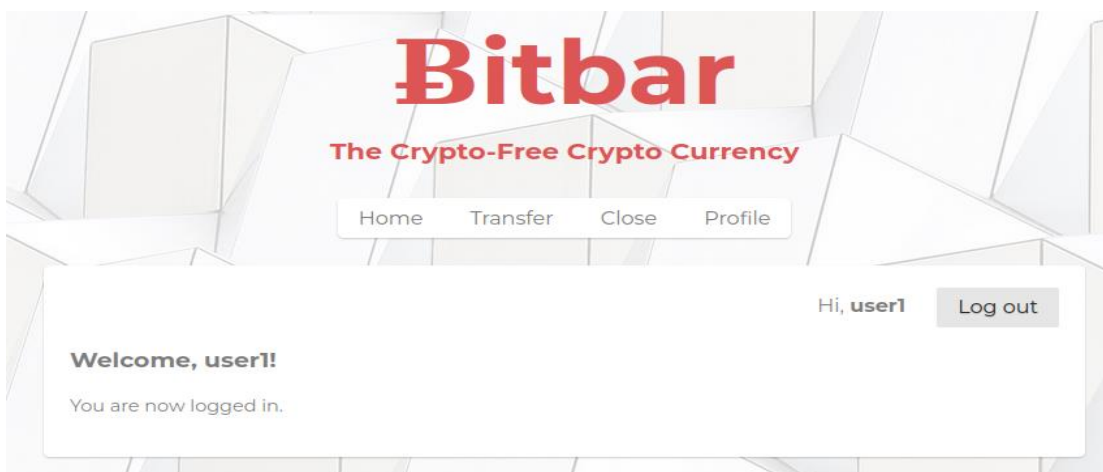 Ƀitbar
The Crypto-Free Crypto Currency
Home Transfer Close Profile
Hi, user1 Log out
Welcome, user1!
You are now logged in.